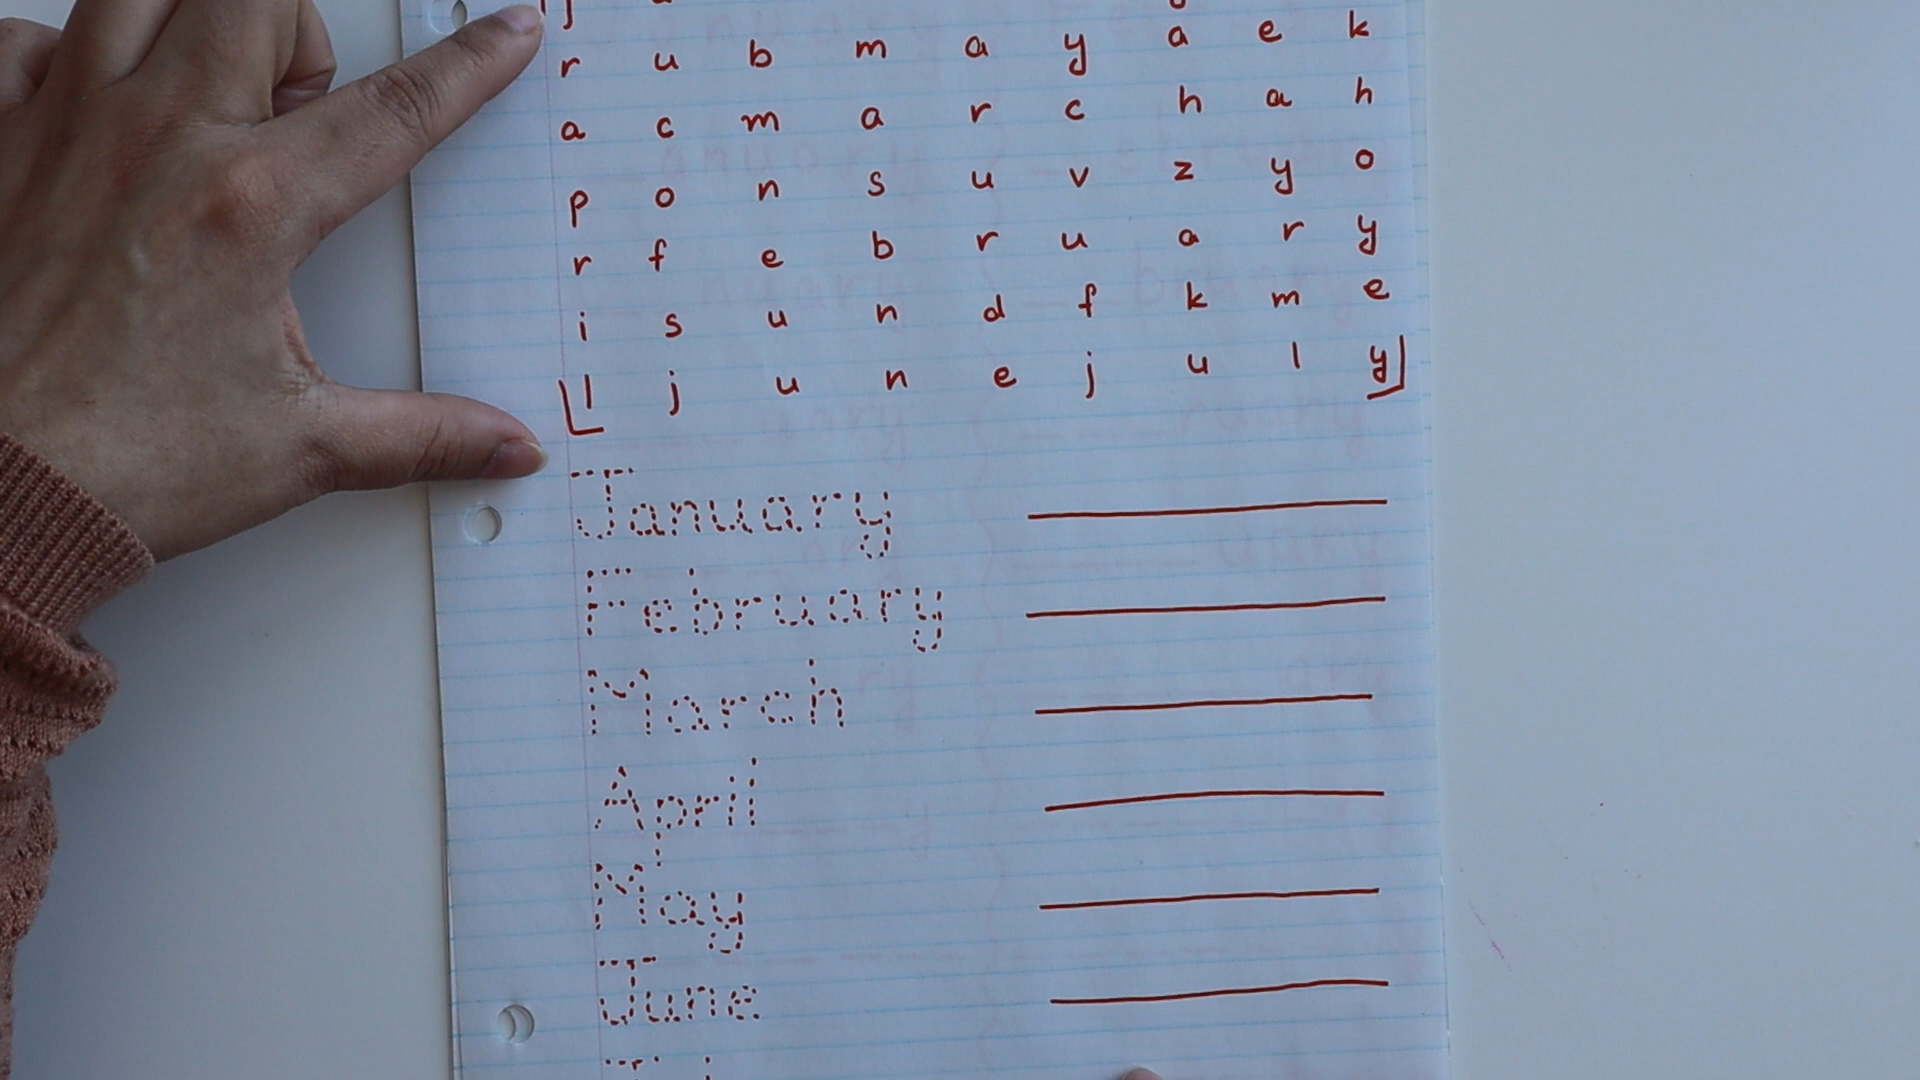 r u b m a y a e k
a c m a r c h a h
p o n s u v z y o
r f e b r u a r y
i s u n d f k m e
l j u n e j u l y
January
February
March
April
May
June